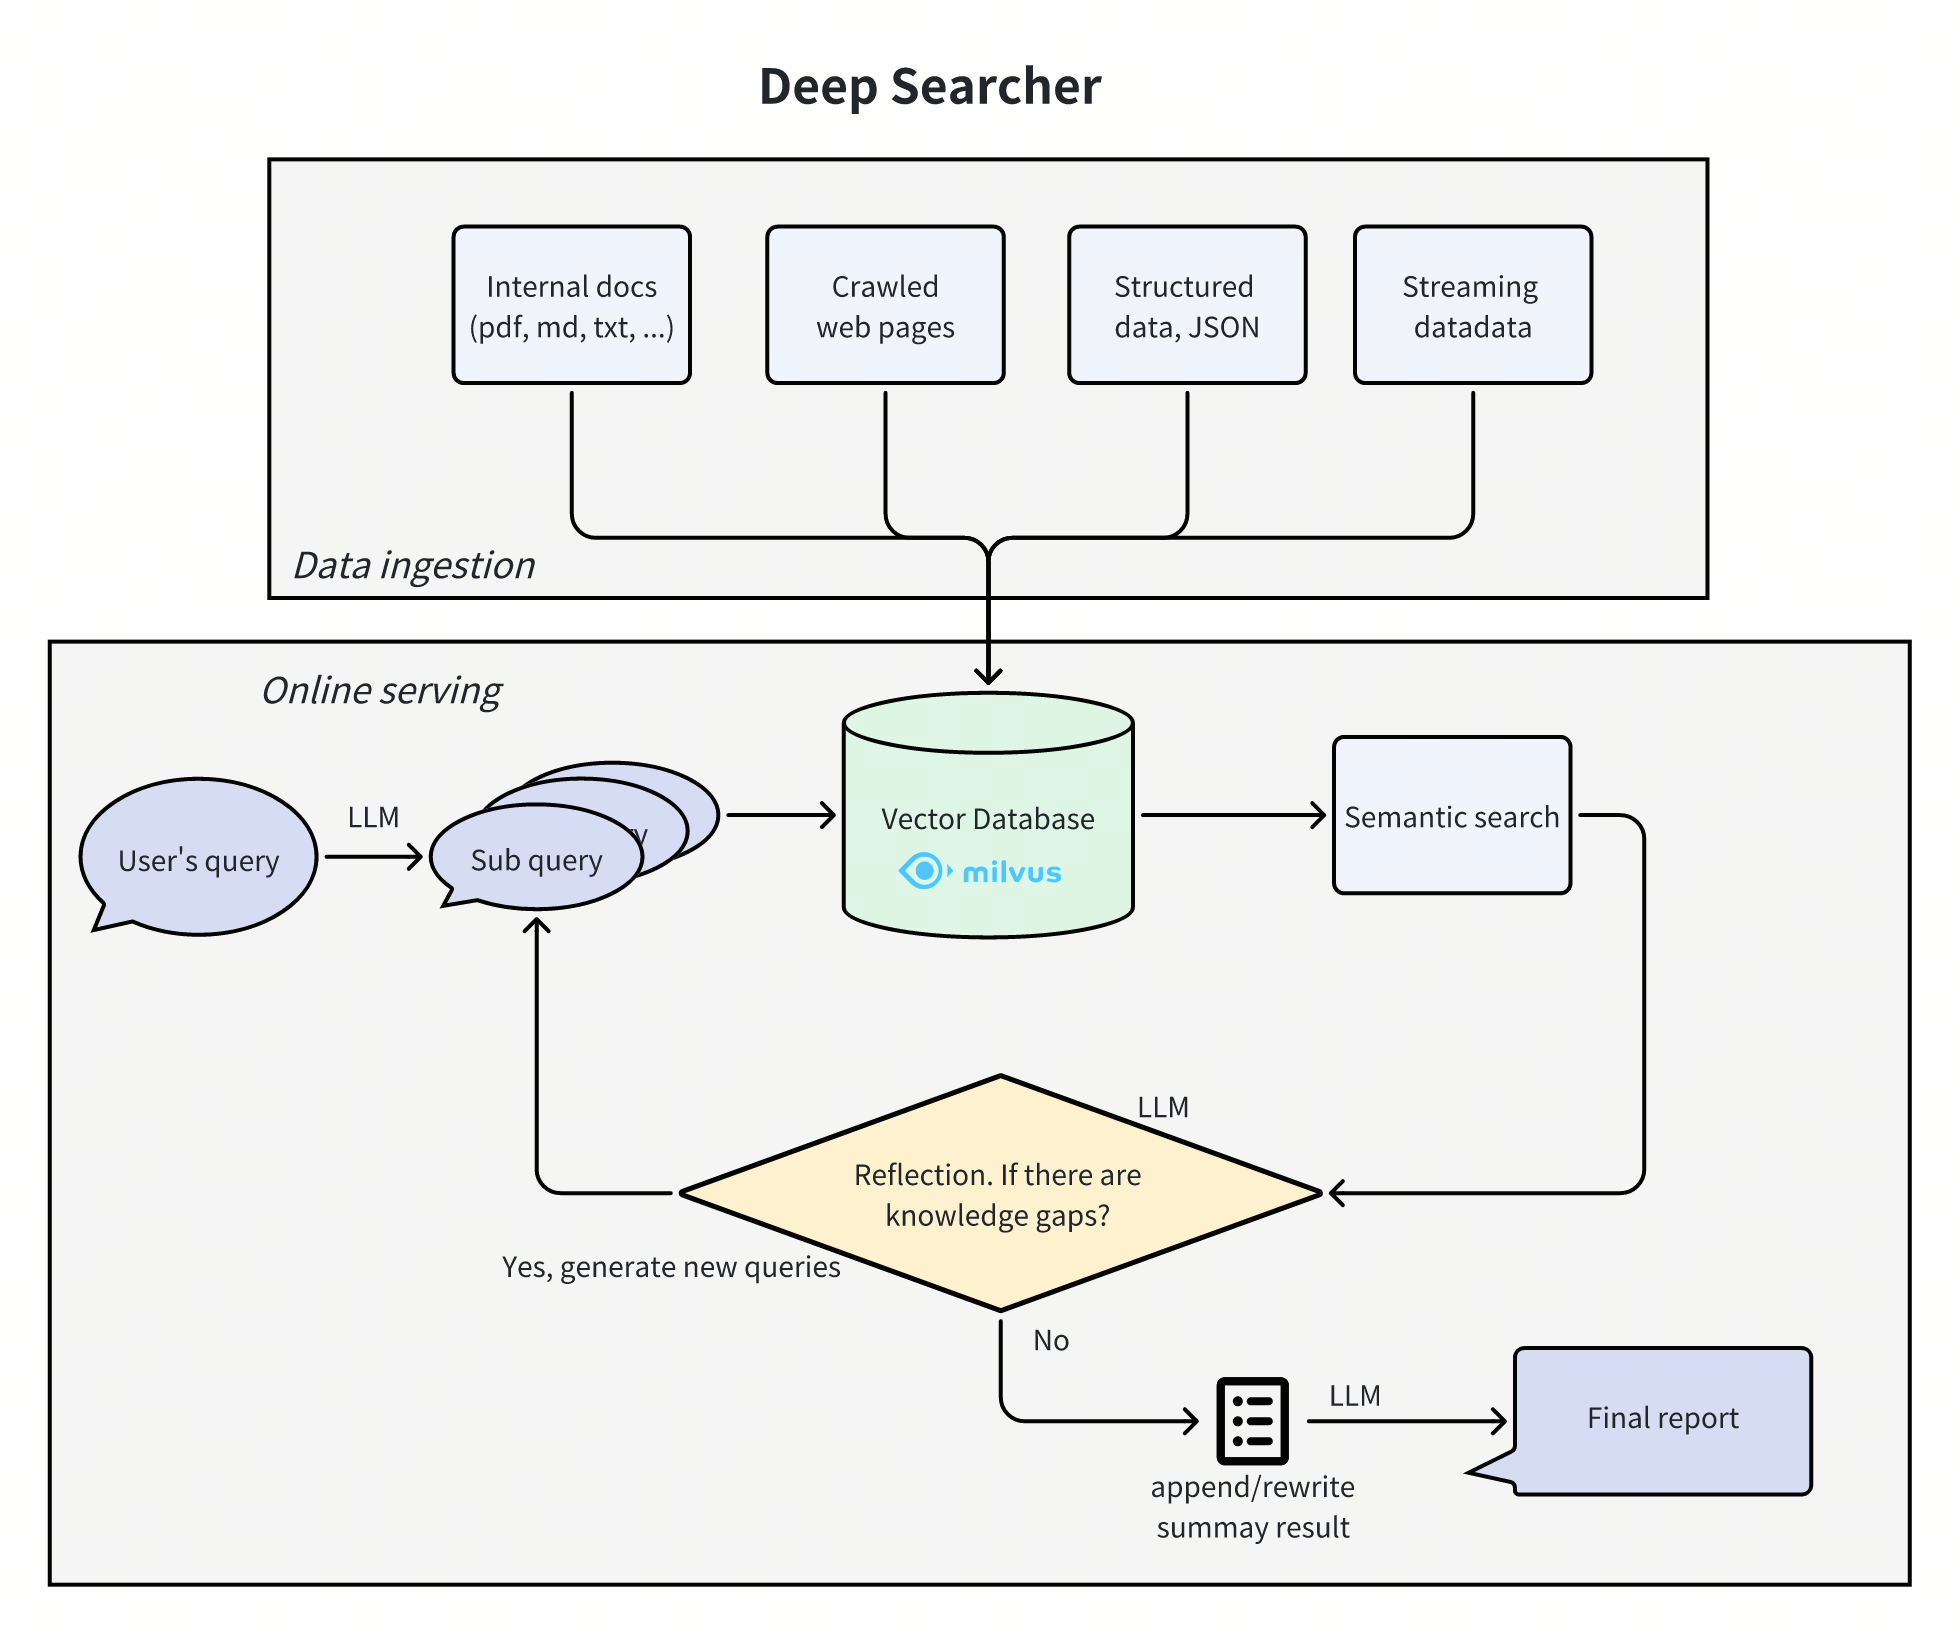 Deep Searcher
Internal docs
(pdf, md, txt, ...)
Crawled
web pages
Structured
data, JSON
Streaming
datadata
Data ingestion
Online serving
User's query
LLM
Sub query
Vector Database
milvus
Semantic search
LLM
Reflection. If there are
knowledge gaps?
Yes, generate new queries
No
LLM
append/rewrite
summay result
Final report